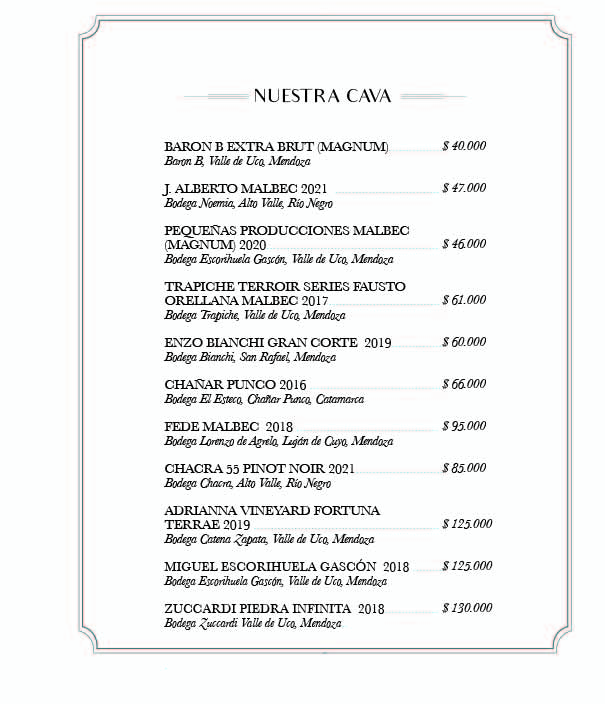 NUESTRA CAVA
BARON B EXTRA BRUT (MAGNUM) $ 40.000
Baron B, Valle de Uco, Mendoza
J. ALBERTO MALBEC 2021 $ 47.000
Bodega Noemia, Alto Valle, Río Negro
PEQUEÑAS PRODUCCIONES MALBEC
(MAGNUM) 2020 $ 46.000
Bodega Escorihuela Gascón, Valle de Uco, Mendoza
TRAPICHE TERROIR SERIES FAUSTO
ORELLANA MALBEC 2017 $ 61.000
Bodega Trapiche, Valle de Uco, Mendoza
ENZO BIANCHI GRAN CORTE 2019 $ 60.000
Bodega Bianchi, San Rafael, Mendoza
CHAÑAR PUNCO 2016 $ 66.000
Bodega El Esteco, Chañar Punco, Catamarca
FEDE MALBEC 2018 $ 95.000
Bodega Lorenzo de Agrelo, Luján de Cuyo, Mendoza
CHACRA 55 PINOT NOIR 2021 $ 85.000
Bodega Chacra, Alto Valle, Río Negro
ADRIANNA VINEYARD FORTUNA
TERRAE 2019 $ 125.000
Bodega Catena Zapata, Valle de Uco, Mendoza
MIGUEL ESCORIHUELA GASCÓN 2018 $ 125.000
Bodega Escorihuela Gascón, Valle de Uco, Mendoza
ZUCCARDI PIEDRA INFINITA 2018 $ 130.000
Bodega Zuccardi Valle de Uco, Mendoza